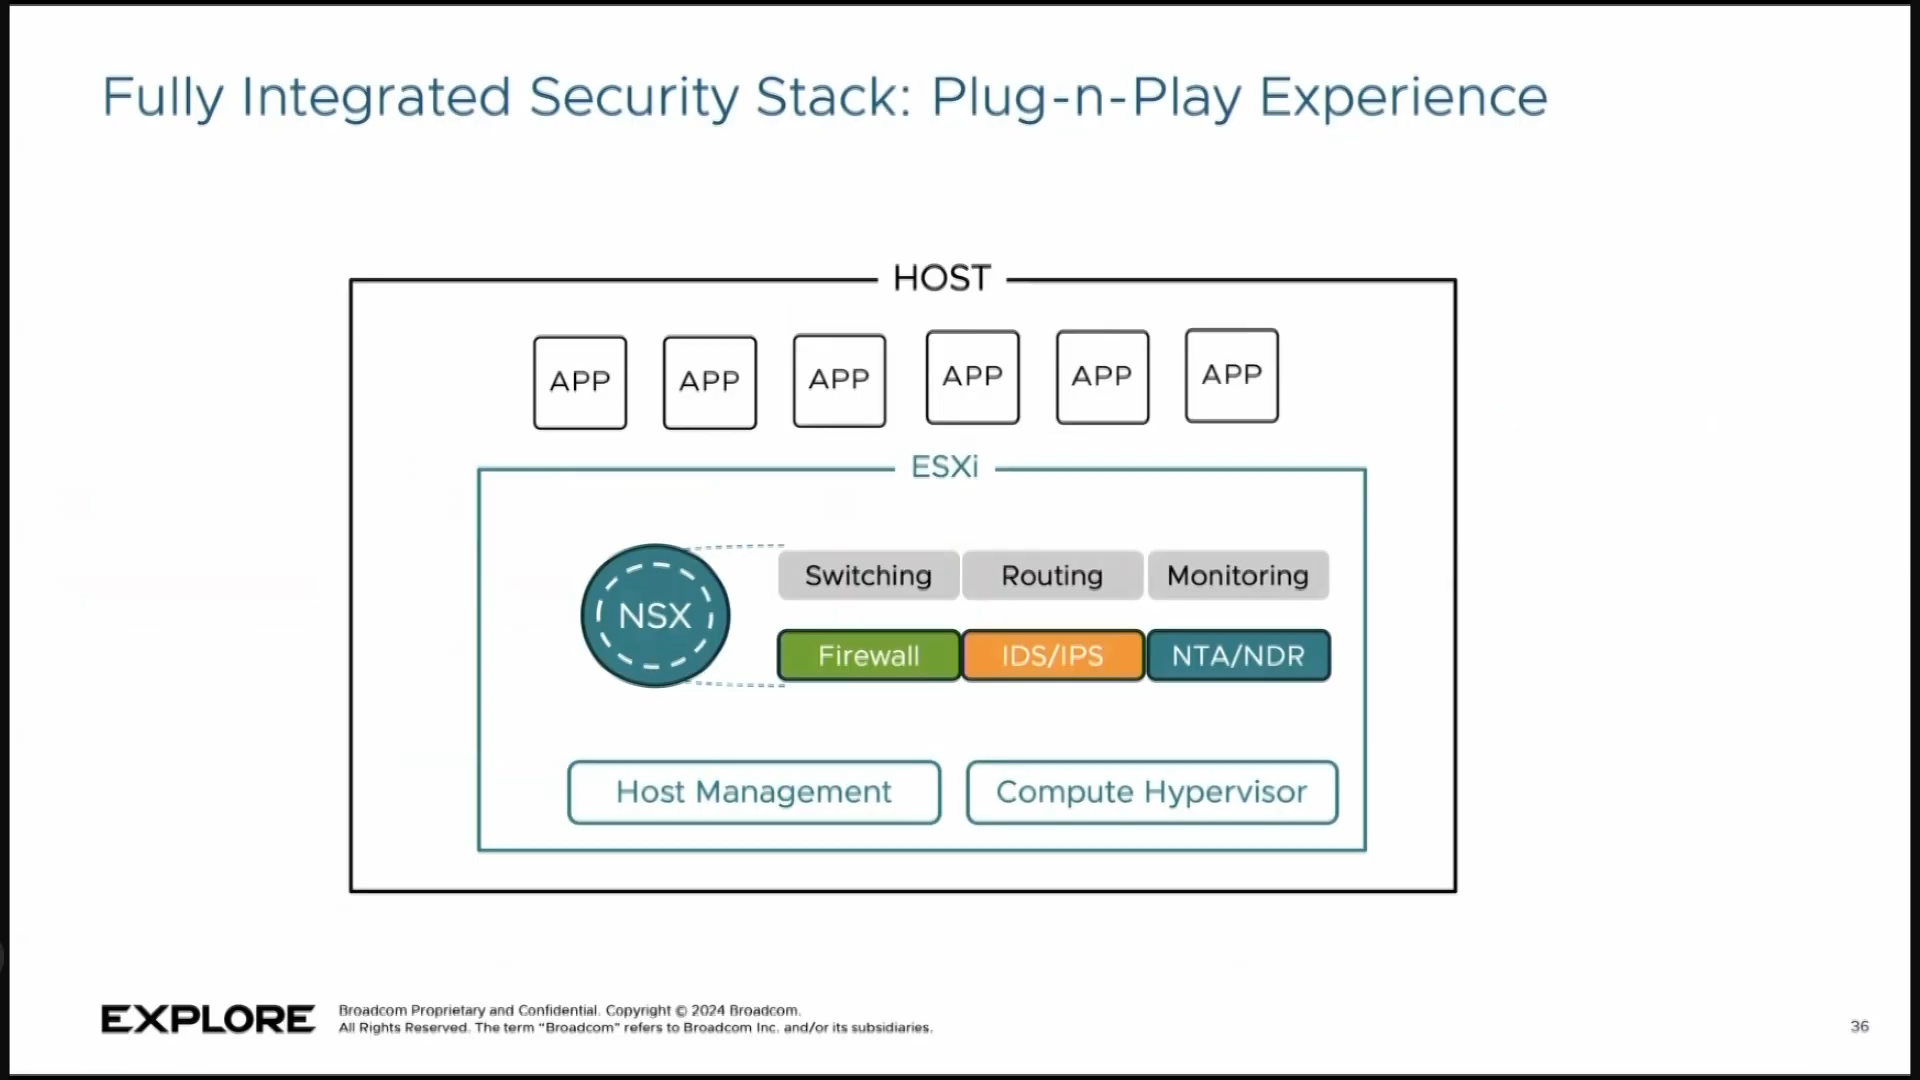 Fully Integrated Security Stack: Plug-n-Play Experience
HOST
APP APP APP APP APP APP
ESXi
NSX
Switching Routing Monitoring
Firewall IDS/IPS NTA/NDR
Host Management Compute Hypervisor
EXPLORE
Broadcom Proprietary and Confidential. Copyright © 2024 Broadcom.
All Rights Reserved. The term “Broadcom” refers to Broadcom Inc. and/or its subsidiaries.
36